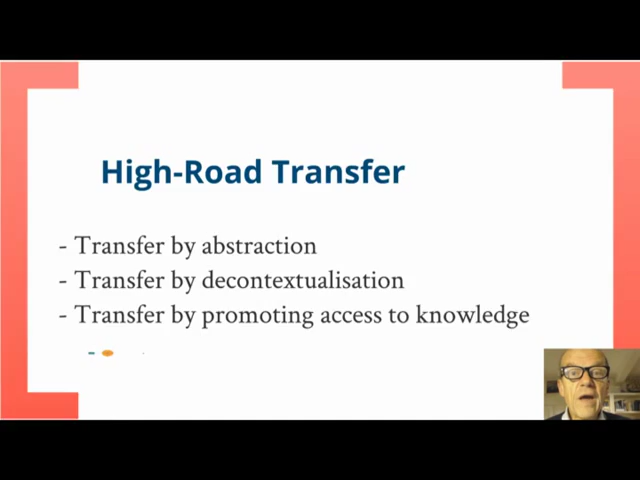 High-Road Transfer
- Transfer by abstraction
- Transfer by decontextualisation
- Transfer by promoting access to knowledge